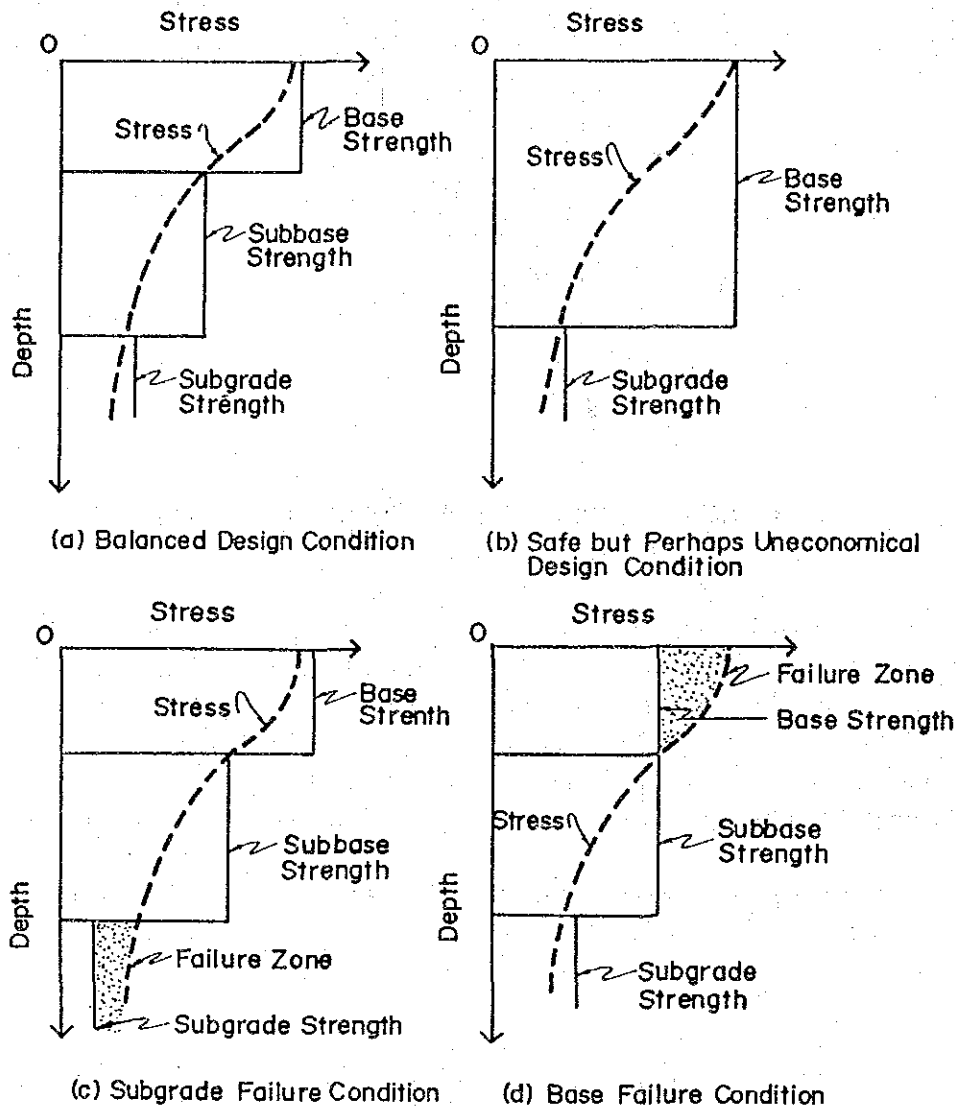 Stress
O
Stress
Base
Strength
Subbase
Strength
Depth
Subgrade
Strength
(a) Balanced Design Condition
Stress
O
Stress
Base
Strength
Depth
Subgrade
Strength
(b) Safe but Perhaps Uneconomical
Design Condition
Stress
O
Stress
Base
Strenth
Subbase
Strength
Depth
Failure Zone
Subgrade Strength
(c) Subgrade Failure Condition
Stress
O
Failure Zone
Base Strength
Stress
Subbase
Strength
Depth
Subgrade
Strength
(d) Base Failure Condition